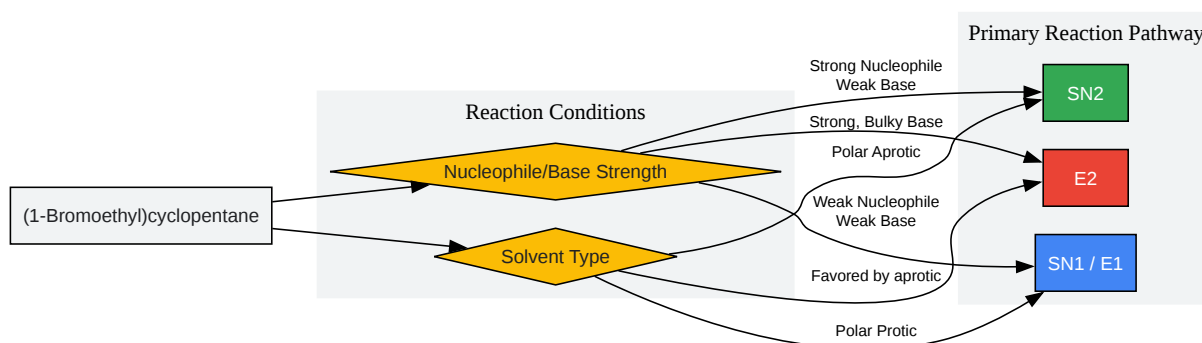 Primary Reaction Pathway
Strong Nucleophile
Weak Base
SN2
Reaction Conditions
Strong, Bulky Base
Polar Aprotic
Nucleophile/Base Strength
E2
(1-Bromoethyl)cyclopentane
Weak Nucleophile
Weak Base
Solvent Type
SN1 / E1
Favored by aprotic
Polar Protic